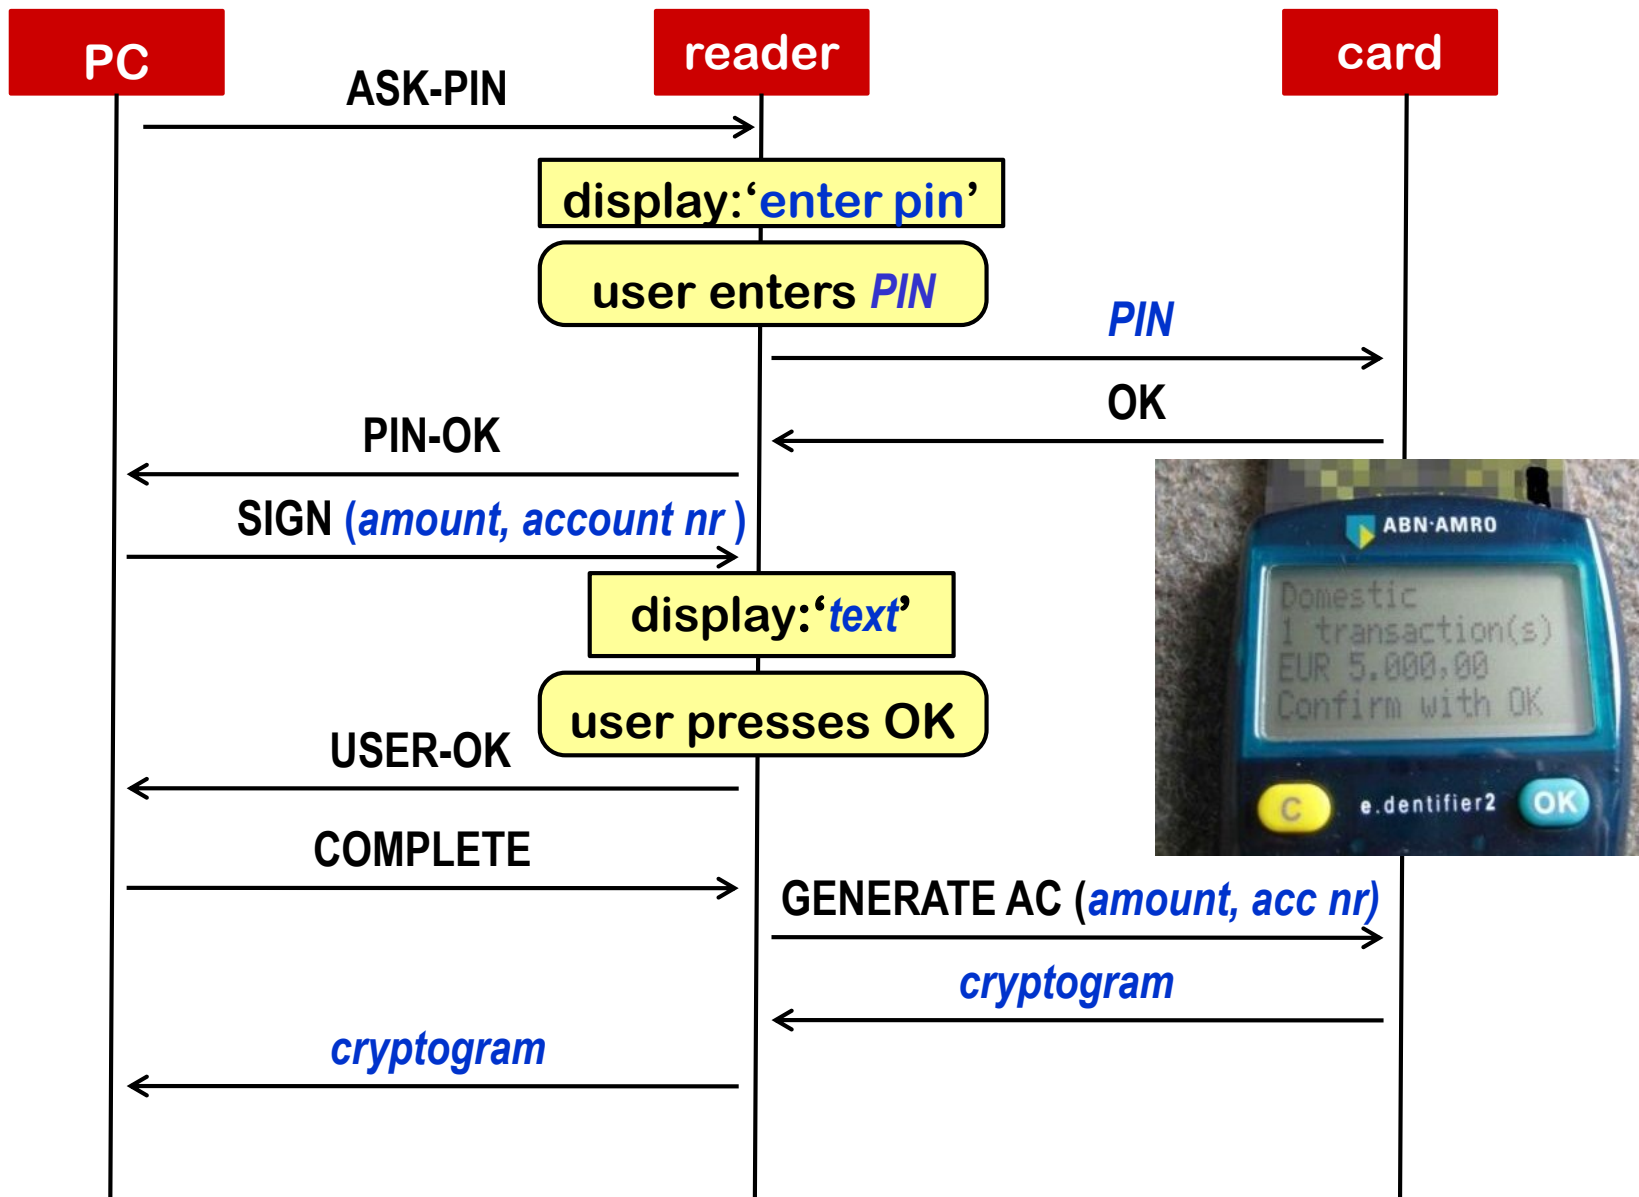 PC
reader
card
ASK-PIN
display:‘enter pin’
user enters PIN
PIN
OK
PIN-OK
SIGN (amount, account nr )
display:‘text’
user presses OK
USER-OK
COMPLETE
GENERATE AC (amount, acc nr)
cryptogram
cryptogram
ABN·AMRO
Domestic
1 transaction(s)
EUR 5.000,00
Confirm with OK
C
e.dentifier2
OK